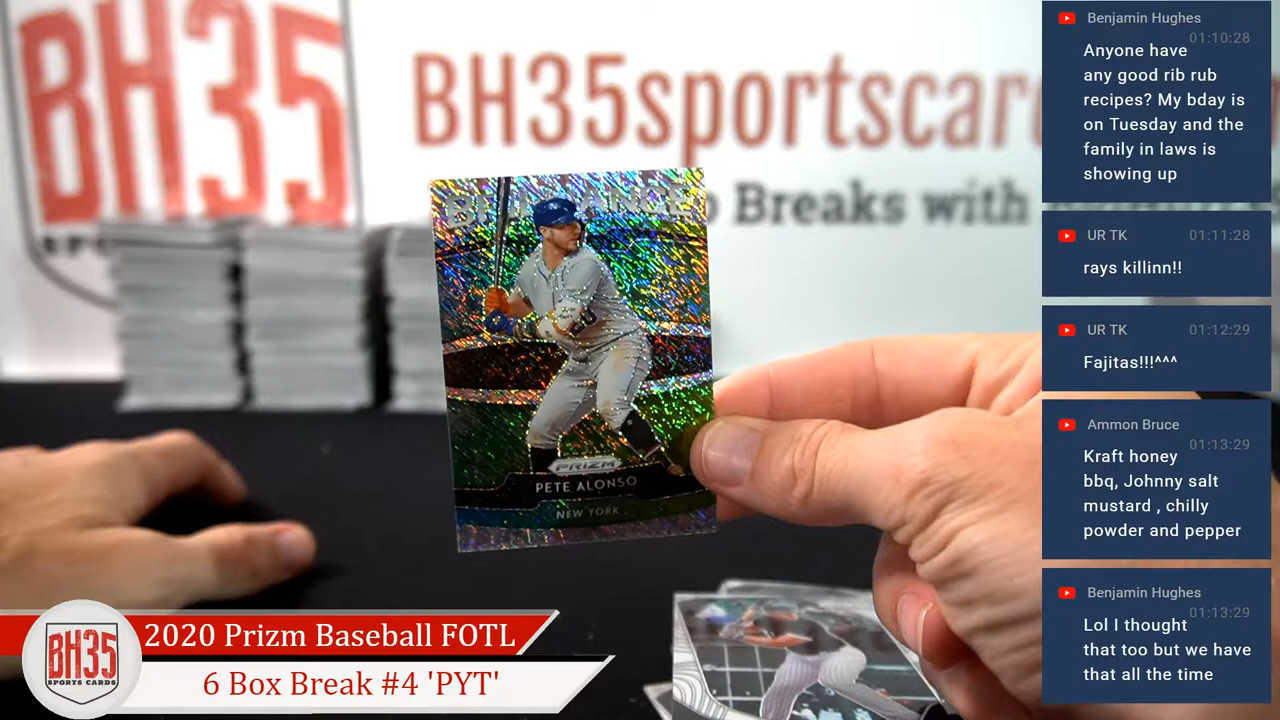 BH35
BH35sportscar
Breaks with
BRILLIANCE
PRIZM
PETE ALONSO
NEW YORK
BH35
SPORTS CARDS
2020 Prizm Baseball FOTL
6 Box Break #4 'PYT'
Benjamin Hughes
01:10:28
Anyone have
any good rib rub
recipes? My bday is
on Tuesday and the
family in laws is
showing up
UR TK
01:11:28
rays killinn!!
UR TK
01:12:29
Fajitas!!!^^^
Ammon Bruce
01:13:29
Kraft honey
bbq, Johnny salt
mustard , chilly
powder and pepper
Benjamin Hughes
01:13:29
Lol I thought
that too but we have
that all the time